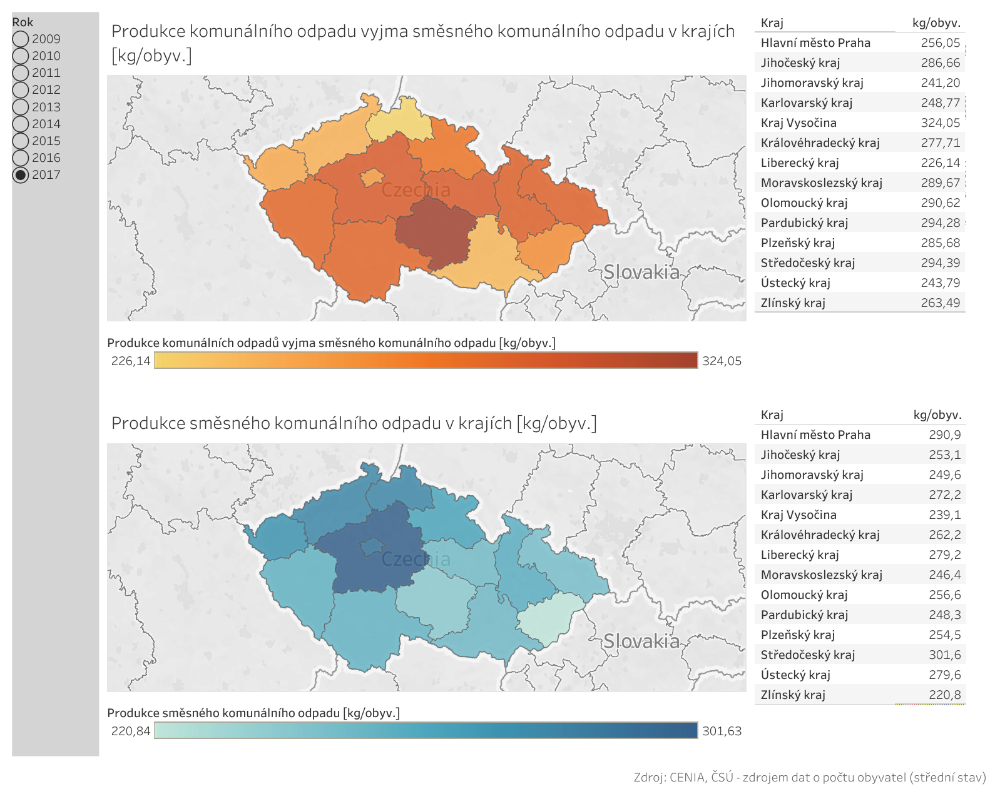 Rok
2009
2010
2011
2012
2013
2014
2015
2016
2017
Produkce komunálního odpadu vyjma směsného komunálního odpadu v krajích
[kg/obyv.]
Czechia
Slovakia
Produkce komunálních odpadů vyjma směsného komunálního odpadu [kg/obyv.]
226,14 324,05
Kraj kg/obyv.
Hlavní město Praha 256,05
Jihočeský kraj 286,66
Jihomoravský kraj 241,20
Karlovarský kraj 248,77
Kraj Vysočina 324,05
Královéhradecký kraj 277,71
Liberecký kraj 226,14
Moravskoslezský kraj 289,67
Olomoucký kraj 290,62
Pardubický kraj 294,28
Plzeňský kraj 285,68
Středočeský kraj 294,39
Ústecký kraj 243,79
Zlínský kraj 263,49
Produkce směsného komunálního odpadu v krajích [kg/obyv.]
Czechia
Slovakia
Produkce směsného komunálního odpadu [kg/obyv.]
220,84 301,63
Kraj kg/obyv.
Hlavní město Praha 290,9
Jihočeský kraj 253,1
Jihomoravský kraj 249,6
Karlovarský kraj 272,2
Kraj Vysočina 239,1
Královéhradecký kraj 262,2
Liberecký kraj 279,2
Moravskoslezský kraj 246,4
Olomoucký kraj 256,6
Pardubický kraj 248,3
Plzeňský kraj 254,5
Středočeský kraj 301,6
Ústecký kraj 279,6
Zlínský kraj 220,8
Zdroj: CENIA, ČSÚ - zdrojem dat o počtu obyvatel (střední stav)